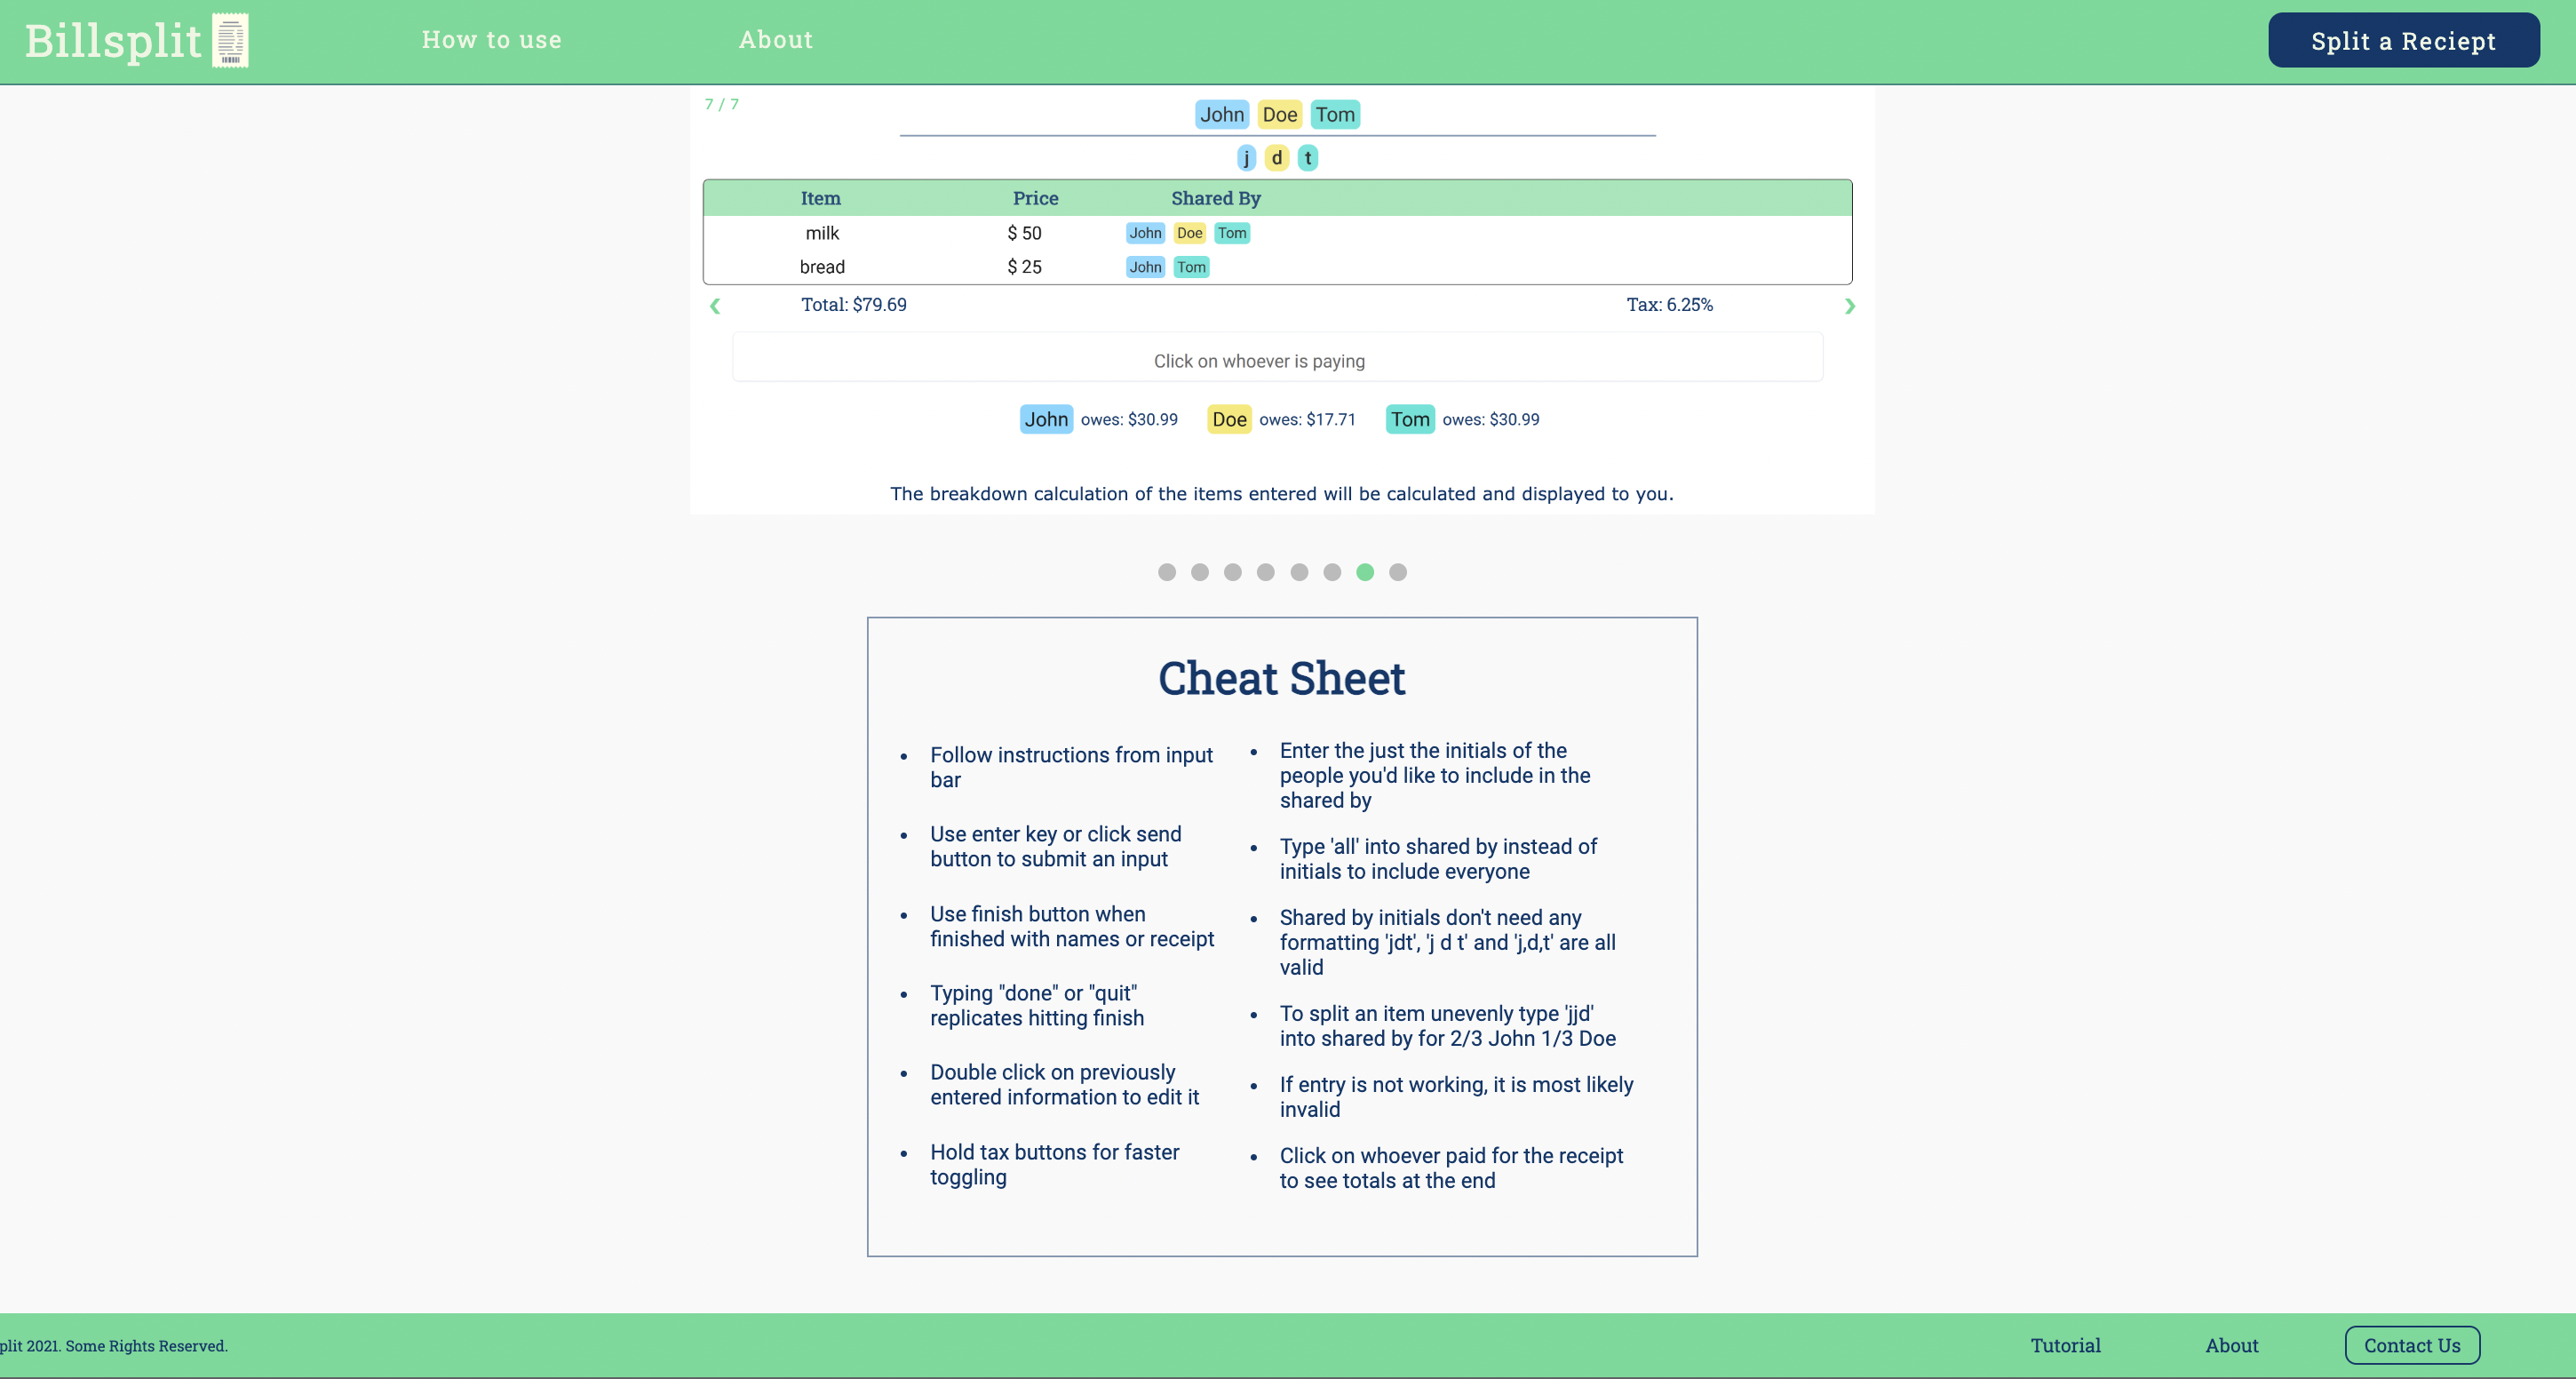 Billsplit
How to use
About
Split a Reciept
7 / 7
John Doe Tom
j d t
Item Price Shared By
milk $ 50 John Doe Tom
bread $ 25 John Tom
❮ Total: $79.69 Tax: 6.25% ❯
Click on whoever is paying
John owes: $30.99 Doe owes: $17.71 Tom owes: $30.99
The breakdown calculation of the items entered will be calculated and displayed to you.
Cheat Sheet
• Follow instructions from input
bar
• Use enter key or click send
button to submit an input
• Use finish button when
finished with names or receipt
• Typing "done" or "quit"
replicates hitting finish
• Double click on previously
entered information to edit it
• Hold tax buttons for faster
toggling
• Enter the just the initials of the
people you'd like to include in the
shared by
• Type 'all' into shared by instead of
initials to include everyone
• Shared by initials don't need any
formatting 'jdt', 'j d t' and 'j,d,t' are all
valid
• To split an item unevenly type 'jjd'
into shared by for 2/3 John 1/3 Doe
• If entry is not working, it is most likely
invalid
• Click on whoever paid for the receipt
to see totals at the end
plit 2021. Some Rights Reserved.
Tutorial
About
Contact Us